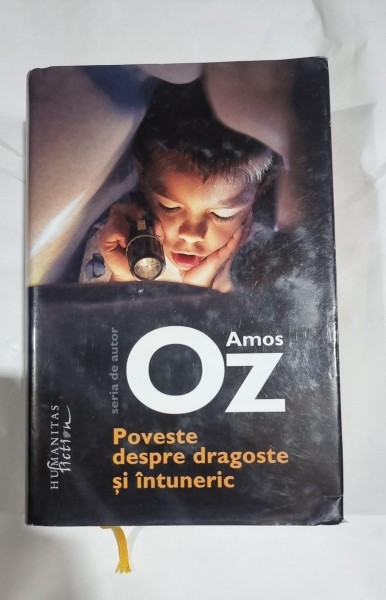 seria de autor
Amos
Oz
Poveste
despre dragoste
și întuneric
HUMANITAS
fiction